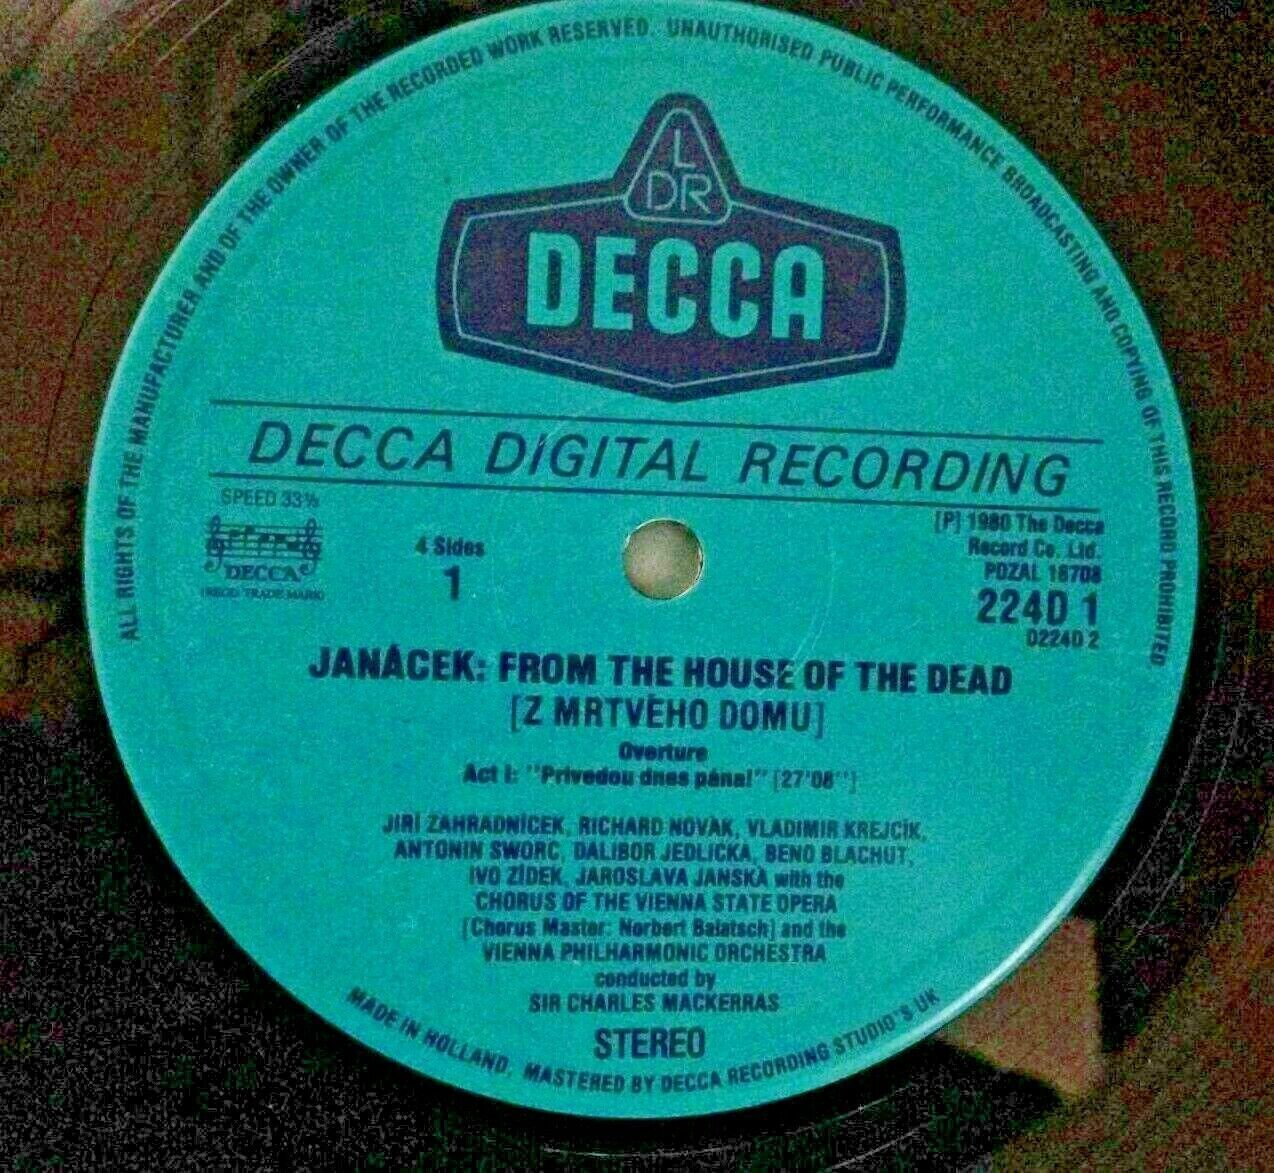 ALL RIGHTS OF THE MANUFACTURER AND OF THE OWNER OF THE RECORDED WORK RESERVED. UNAUTHORISED PUBLIC PERFORMANCE BROADCASTING AND COPYING OF THIS RECORD PROHIBITED
L
DR
DECCA
DECCA DIGITAL RECORDING
SPEED 33⅓
DECCA
(REGD. TRADE MARK)
4 Sides
1
[P] 1980 The Decca
Record Co. Ltd.
PDZAL 16708
224D 1
D224D 2
JANÁCEK: FROM THE HOUSE OF THE DEAD
[Z MRTVÉHO DOMU]
Overture
Act I: "Privedou dnes pána!" [27'08"]
JIRÍ ZAHRADNÍCEK, RICHARD NOVÁK, VLADIMIR KREJCÍK,
ANTONIN SWORC, DALIBOR JEDLICKA, BENO BLACHUT,
IVO ZÍDEK, JAROSLAVA JANSKÁ with the
CHORUS OF THE VIENNA STATE OPERA
[Chorus Master: Norbert Balatsch] and the
VIENNA PHILHARMONIC ORCHESTRA
conducted by
SIR CHARLES MACKERRAS
STEREO
MADE IN HOLLAND. MASTERED BY DECCA RECORDING STUDIO'S UK